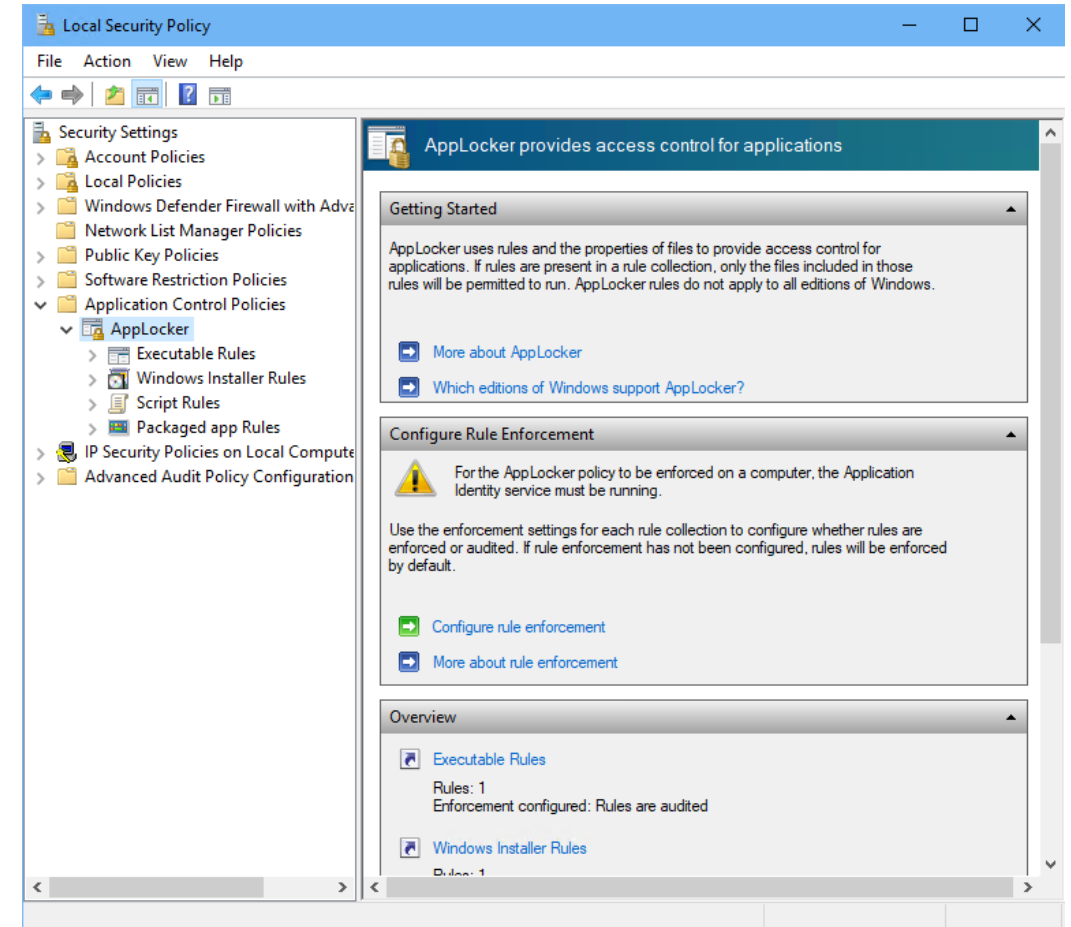 Local Security Policy
File Action View Help
Security Settings
Account Policies
Local Policies
Windows Defender Firewall with Adva
Network List Manager Policies
Public Key Policies
Software Restriction Policies
Application Control Policies
AppLocker
Executable Rules
Windows Installer Rules
Script Rules
Packaged app Rules
IP Security Policies on Local Compute
Advanced Audit Policy Configuration
AppLocker provides access control for applications
Getting Started
AppLocker uses rules and the properties of files to provide access control for
applications. If rules are present in a rule collection, only the files included in those
rules will be permitted to run. AppLocker rules do not apply to all editions of Windows.
More about AppLocker
Which editions of Windows support AppLocker?
Configure Rule Enforcement
For the AppLocker policy to be enforced on a computer, the Application
Identity service must be running.
Use the enforcement settings for each rule collection to configure whether rules are
enforced or audited. If rule enforcement has not been configured, rules will be enforced
by default.
Configure rule enforcement
More about rule enforcement
Overview
Executable Rules
Rules: 1
Enforcement configured: Rules are audited
Windows Installer Rules
Rules: 1